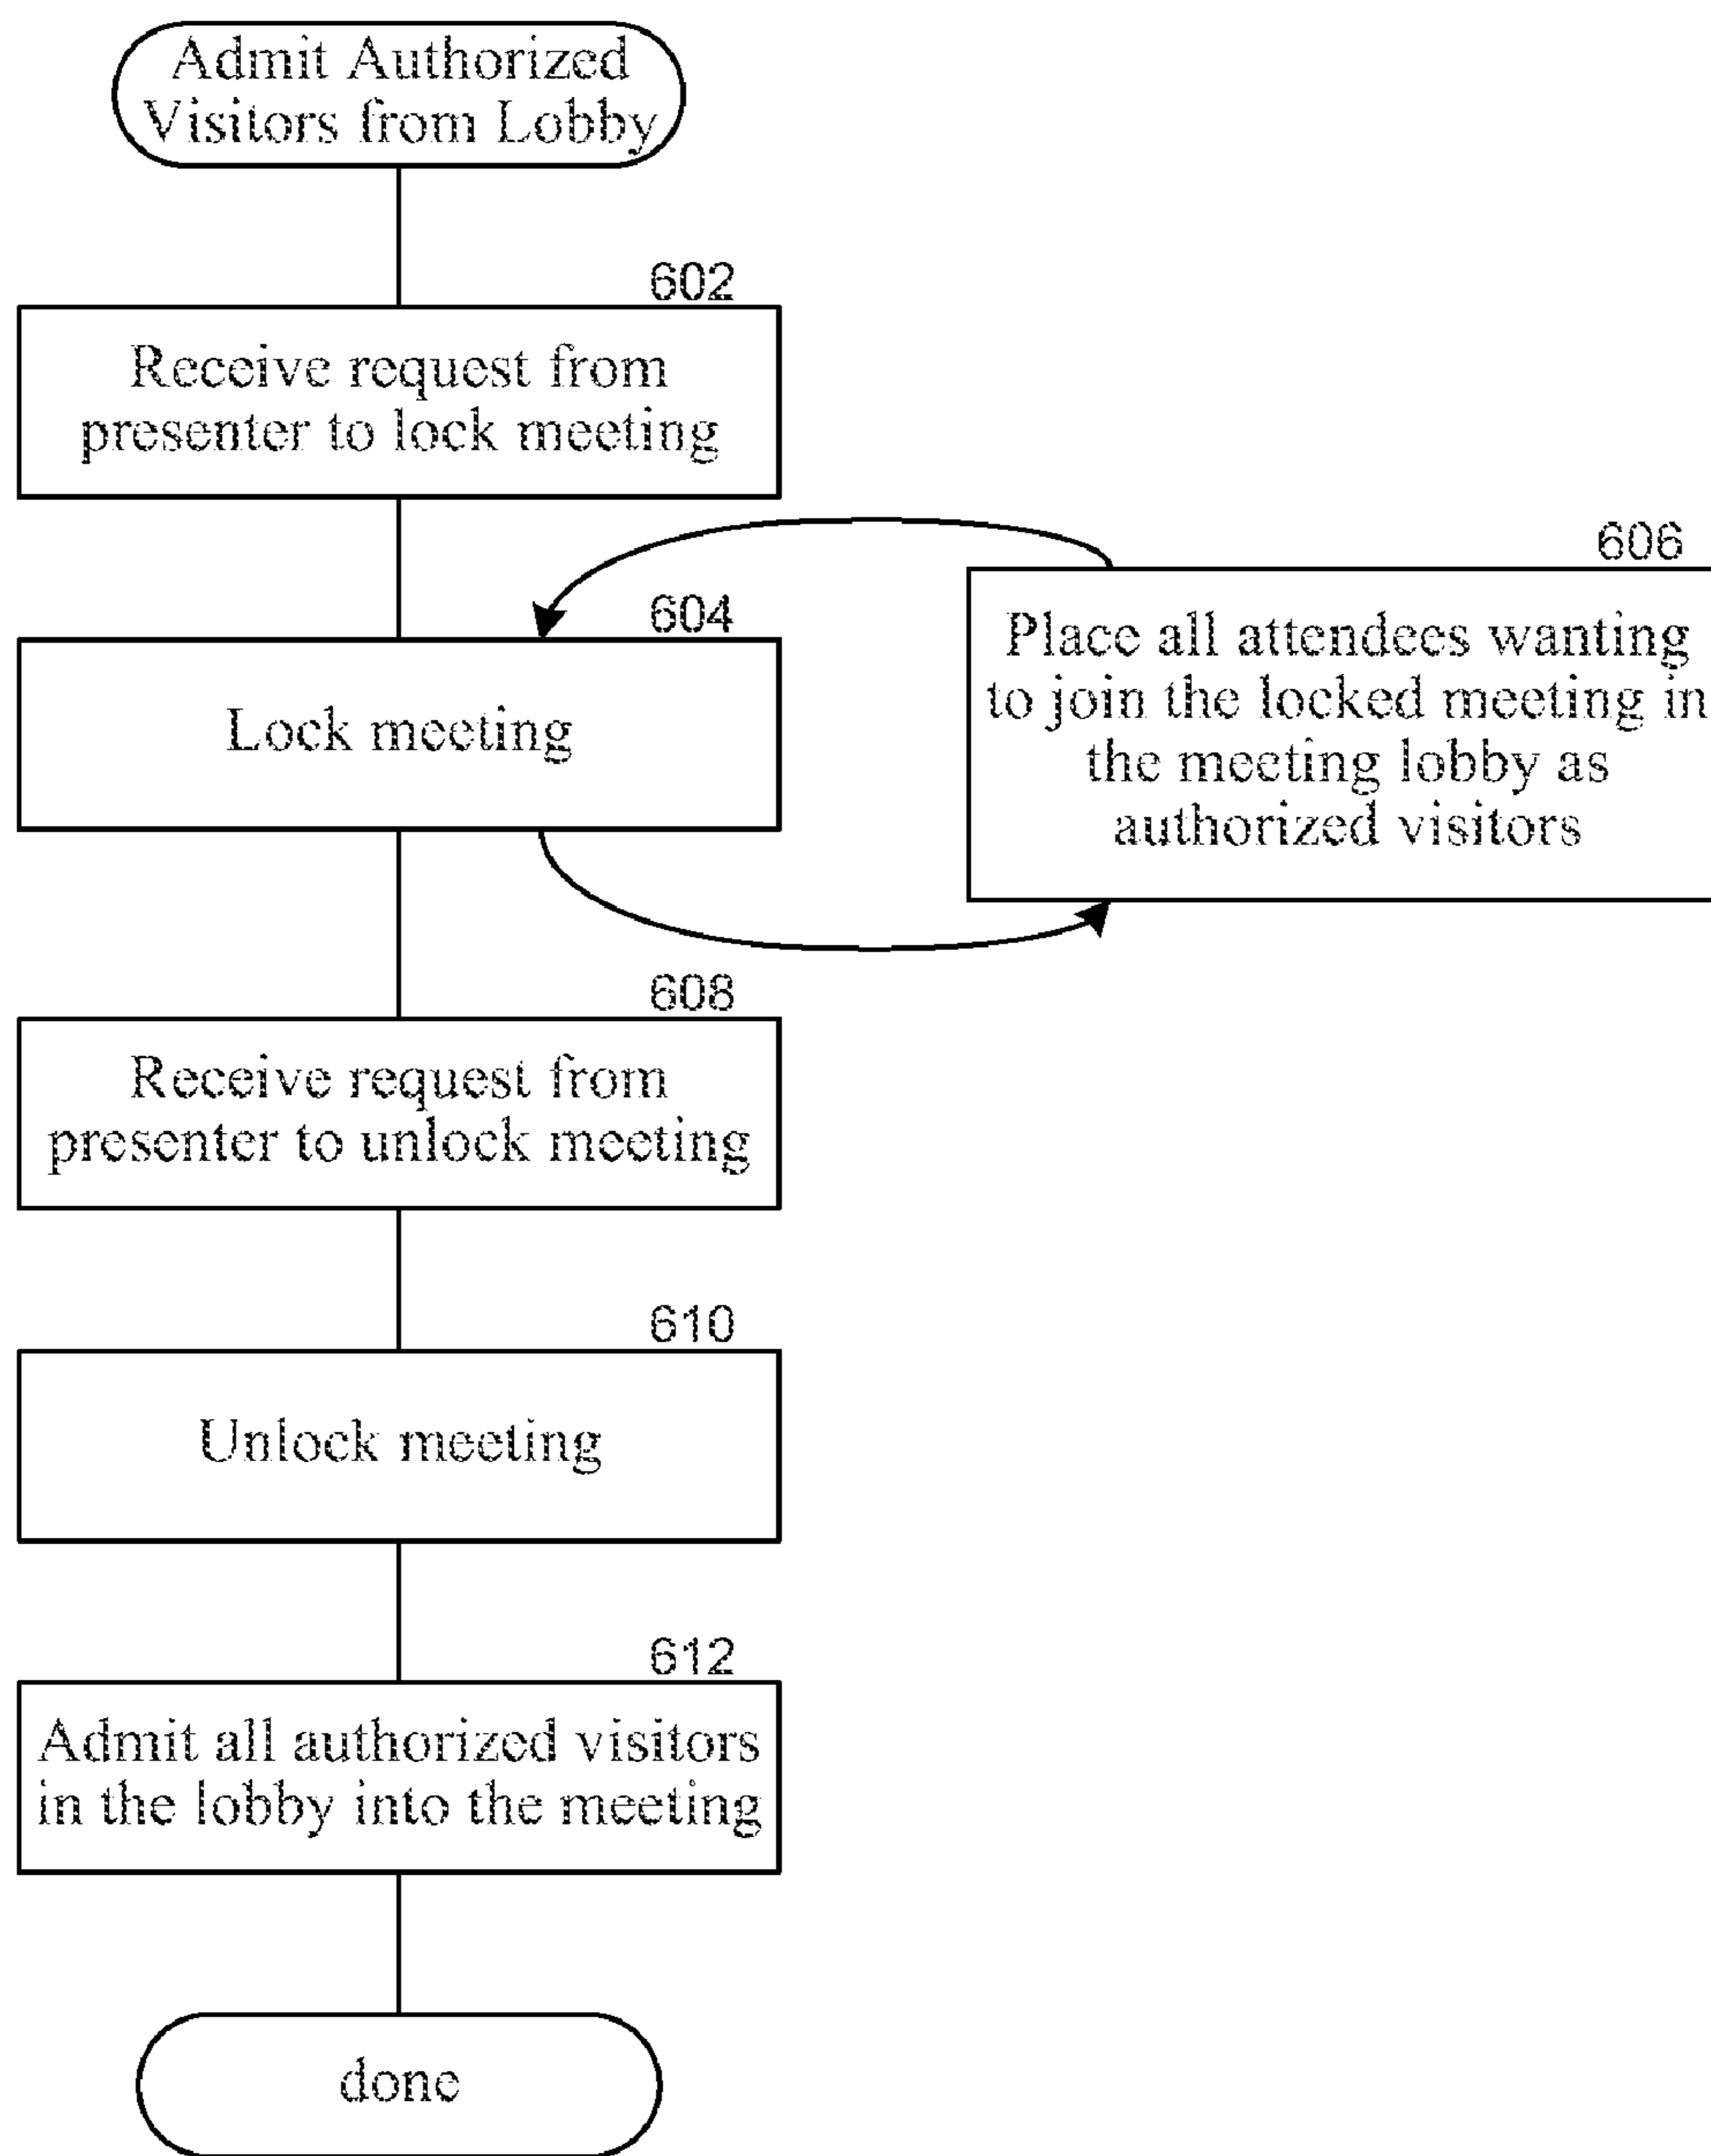 Admit Authorized
Visitors from Lobby
602
Receive request from
presenter to lock meeting
604
Lock meeting
606
Place all attendees wanting
to join the locked meeting in
the meeting lobby as
authorized visitors
608
Receive request from
presenter to unlock meeting
610
Unlock meeting
612
Admit all authorized visitors
in the lobby into the meeting
done